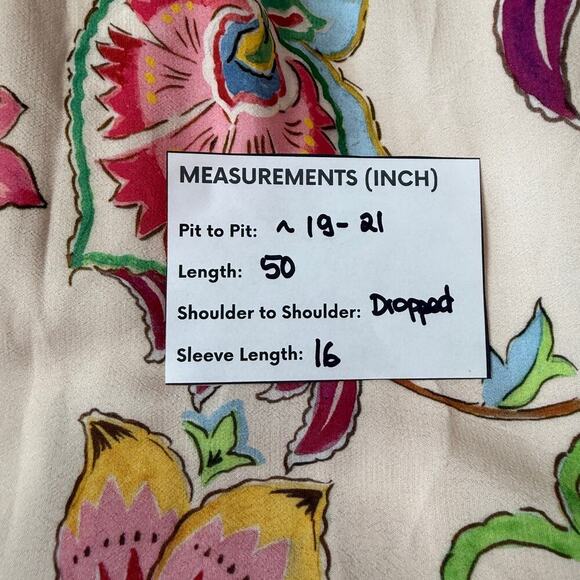 MEASUREMENTS (INCH)
Pit to Pit: ~ 19-21
Length: 50
Shoulder to Shoulder: Dropped
Sleeve Length: 16